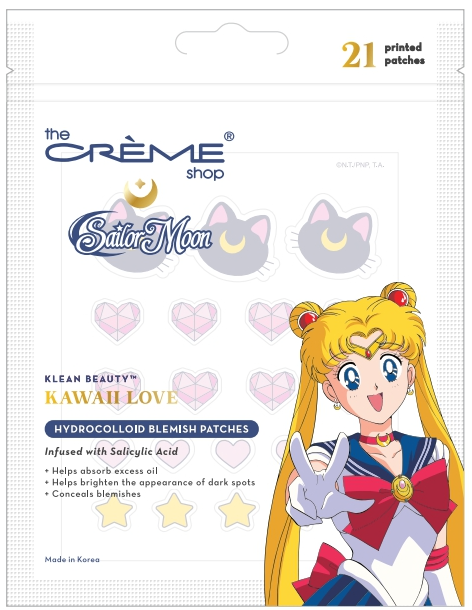 21 printed
patches
the
CRÈME®
shop
©N.T./PNP, T.A.
Sailor Moon
KLEAN BEAUTY™
KAWAII LOVE
HYDROCOLLOID BLEMISH PATCHES
Infused with Salicylic Acid
+ Helps absorb excess oil
+ Helps brighten the appearance of dark spots
+ Conceals blemishes
Made in Korea